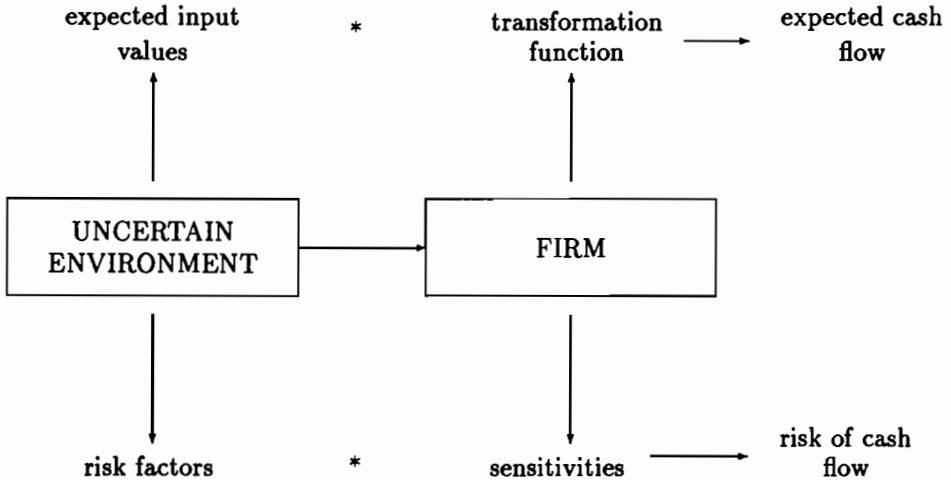 expected input
values
*
transformation
function
expected cash
flow
UNCERTAIN
ENVIRONMENT
FIRM
risk factors
*
sensitivities
risk of cash
flow